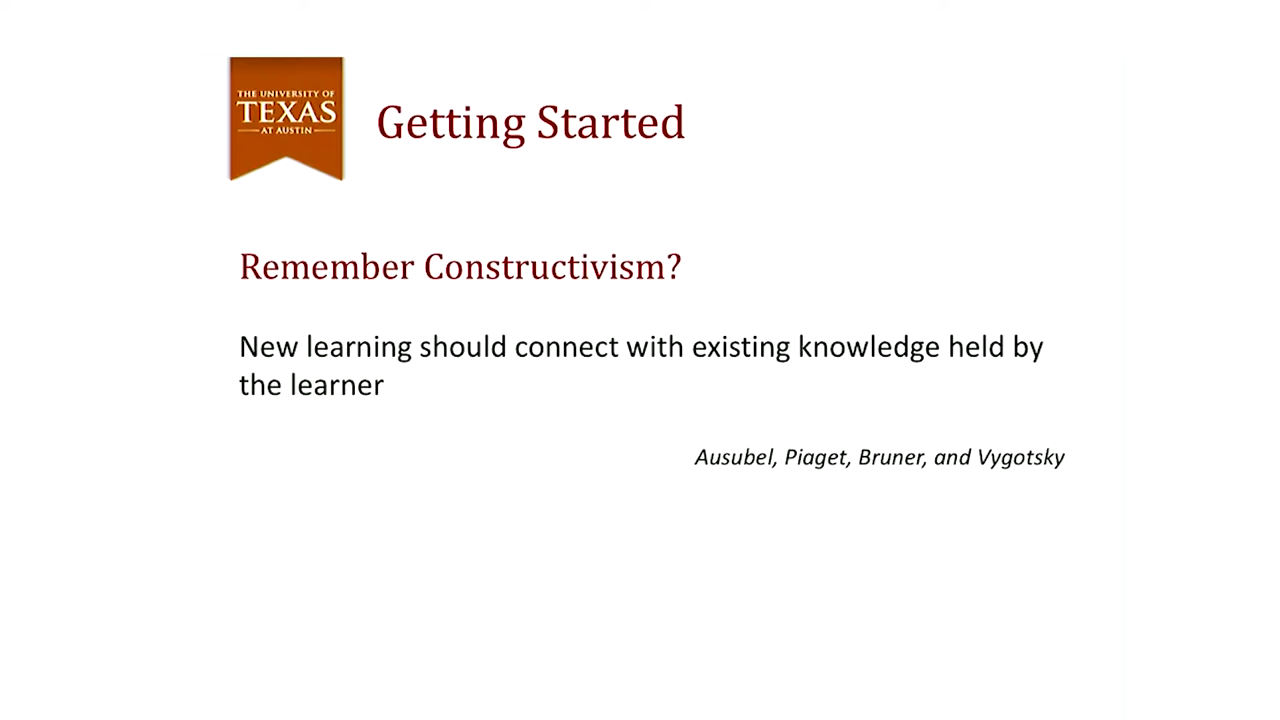 THE UNIVERSITY OF
TEXAS
AT AUSTIN
Getting Started
Remember Constructivism?
New learning should connect with existing knowledge held by
the learner
Ausubel, Piaget, Bruner, and Vygotsky